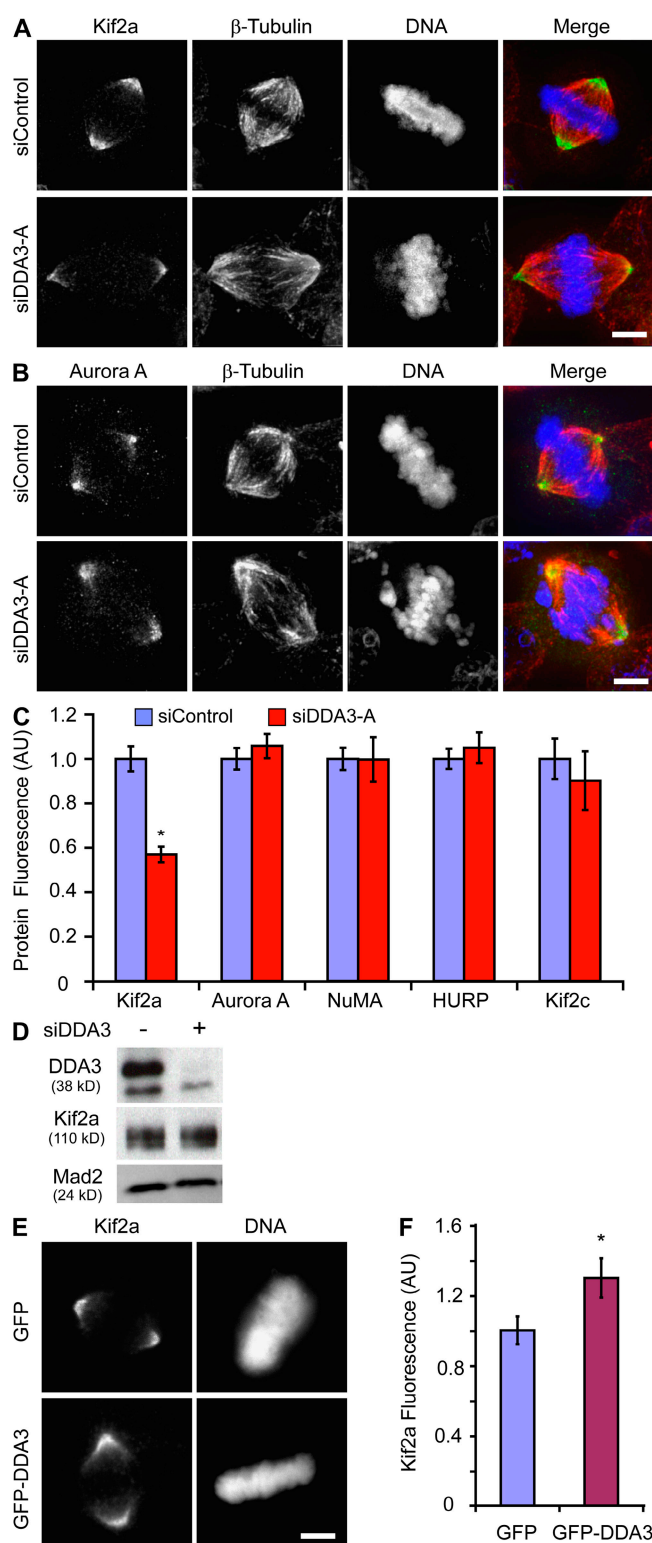 A Kif2a β-Tubulin DNA Merge
siControl
siDDA3-A
B Aurora A β-Tubulin DNA Merge
siControl
siDDA3-A
C
siControl siDDA3-A
Protein Fluorescence (AU)
1.2
1.0
0.8
0.6
0.4
0.2
0
*
Kif2a Aurora A NuMA HURP Kif2c
D siDDA3 - +
DDA3
(38 kD)
Kif2a
(110 kD)
Mad2
(24 kD)
E Kif2a DNA
GFP
GFP-DDA3
F
Kif2a Fluorescence (AU)
1.6
1.2
0.8
0.4
0
*
GFP GFP-DDA3